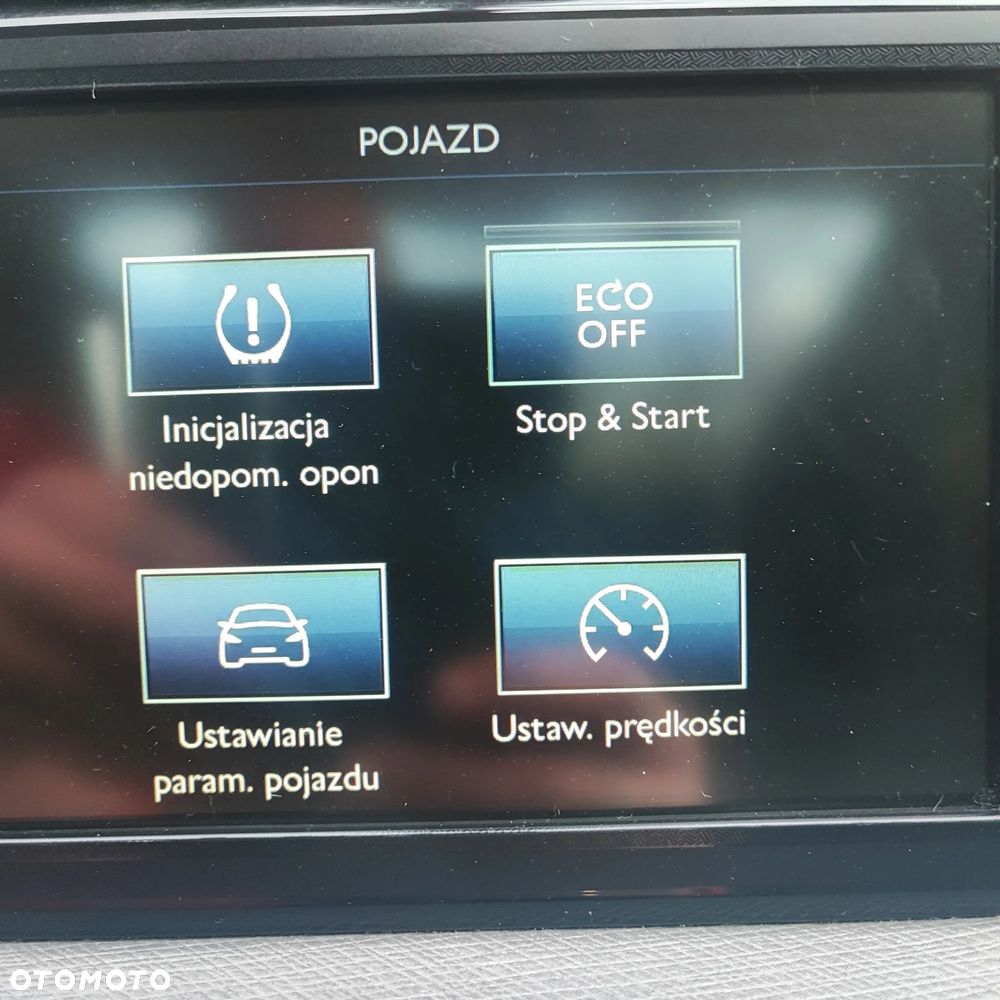 POJAZD
ECO
OFF
Inicjalizacja
niedopom. opon
Stop & Start
Ustawianie
param. pojazdu
Ustaw. prędkości
OTOMOTO